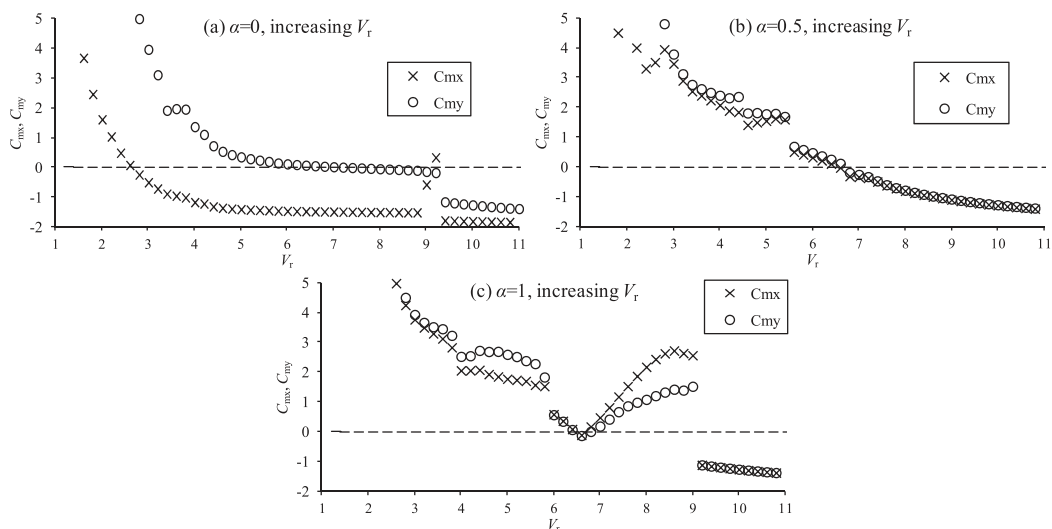 (a) α=0, increasing Vr
5
4
3
2
1
0
-1
-2
Cmx, Cmy
Cmx
Cmy
1 2 3 4 5 6 7 8 9 10 11
Vr
(b) α=0.5, increasing Vr
5
4
3
2
1
0
-1
-2
Cmx, Cmy
Cmx
Cmy
1 2 3 4 5 6 7 8 9 10 11
Vr
(c) α=1, increasing Vr
5
4
3
2
1
0
-1
-2
Cmx, Cmy
Cmx
Cmy
1 2 3 4 5 6 7 8 9 10 11
Vr